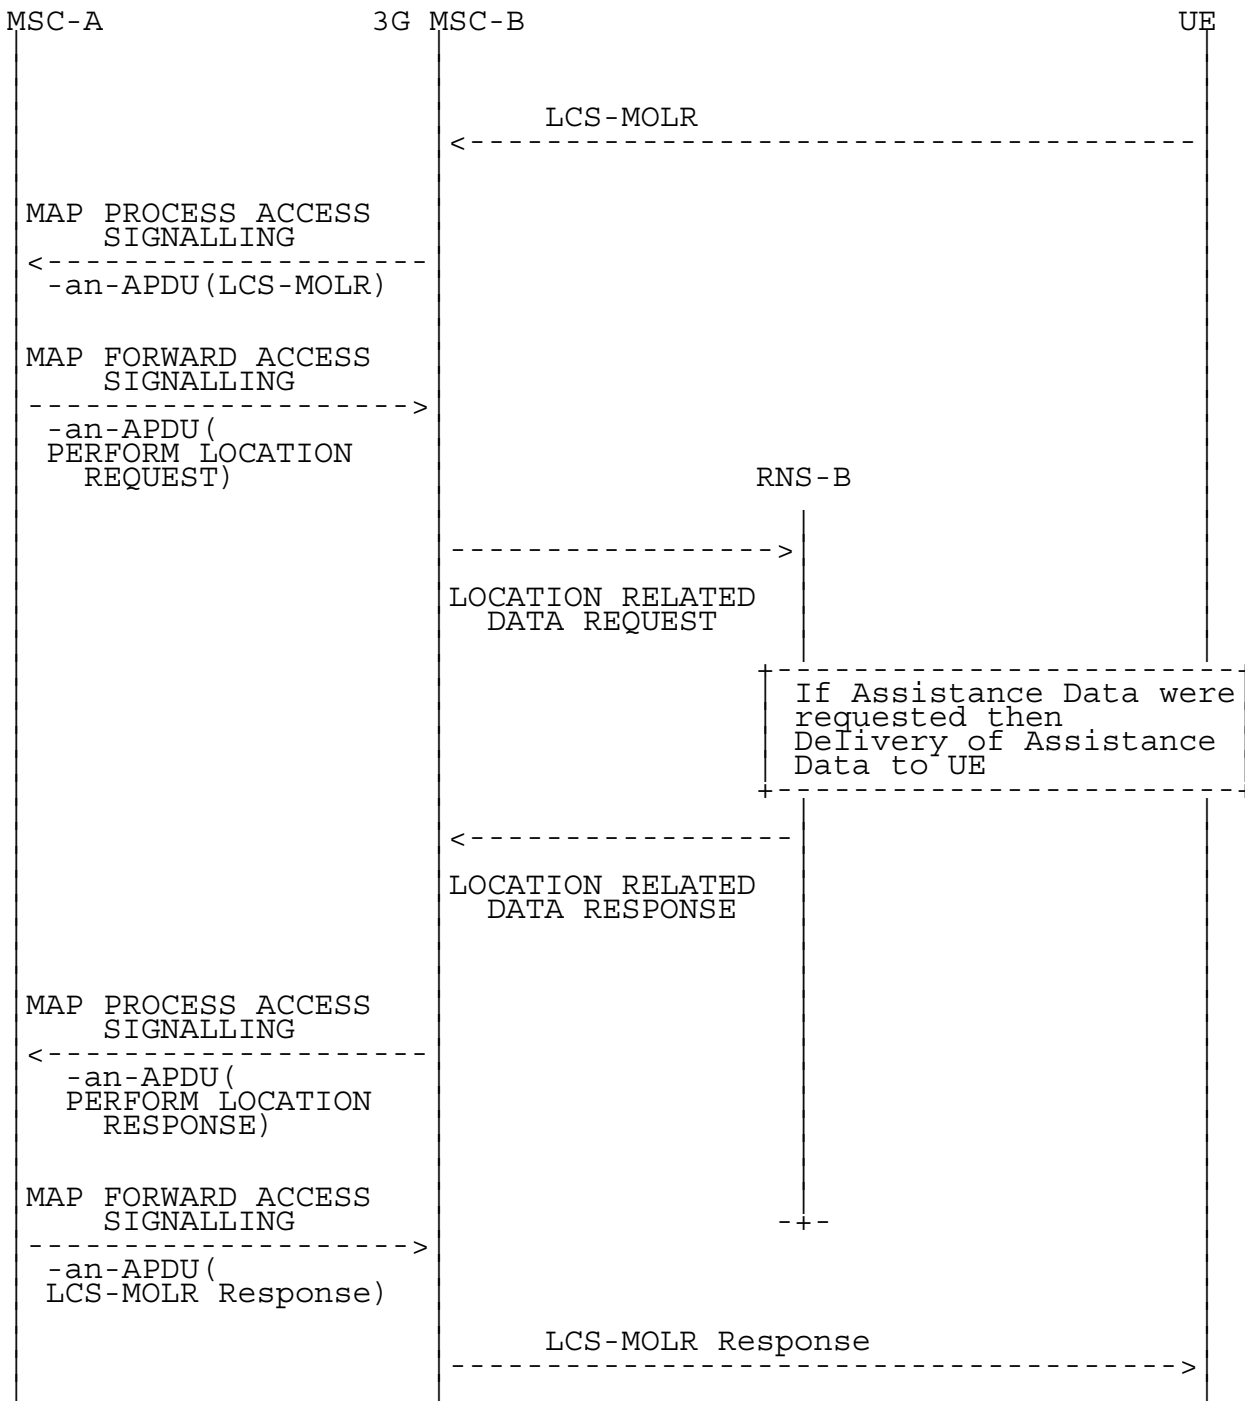 MSC-A 3G MSC-B UE
LCS-MOLR
MAP PROCESS ACCESS
SIGNALLING
-an-APDU(LCS-MOLR)
MAP FORWARD ACCESS
SIGNALLING
-an-APDU(
PERFORM LOCATION
REQUEST)
RNS-B
LOCATION RELATED
DATA REQUEST
If Assistance Data were
requested then
Delivery of Assistance
Data to UE
LOCATION RELATED
DATA RESPONSE
MAP PROCESS ACCESS
SIGNALLING
-an-APDU(
PERFORM LOCATION
RESPONSE)
MAP FORWARD ACCESS
SIGNALLING
-an-APDU(
LCS-MOLR Response)
LCS-MOLR Response